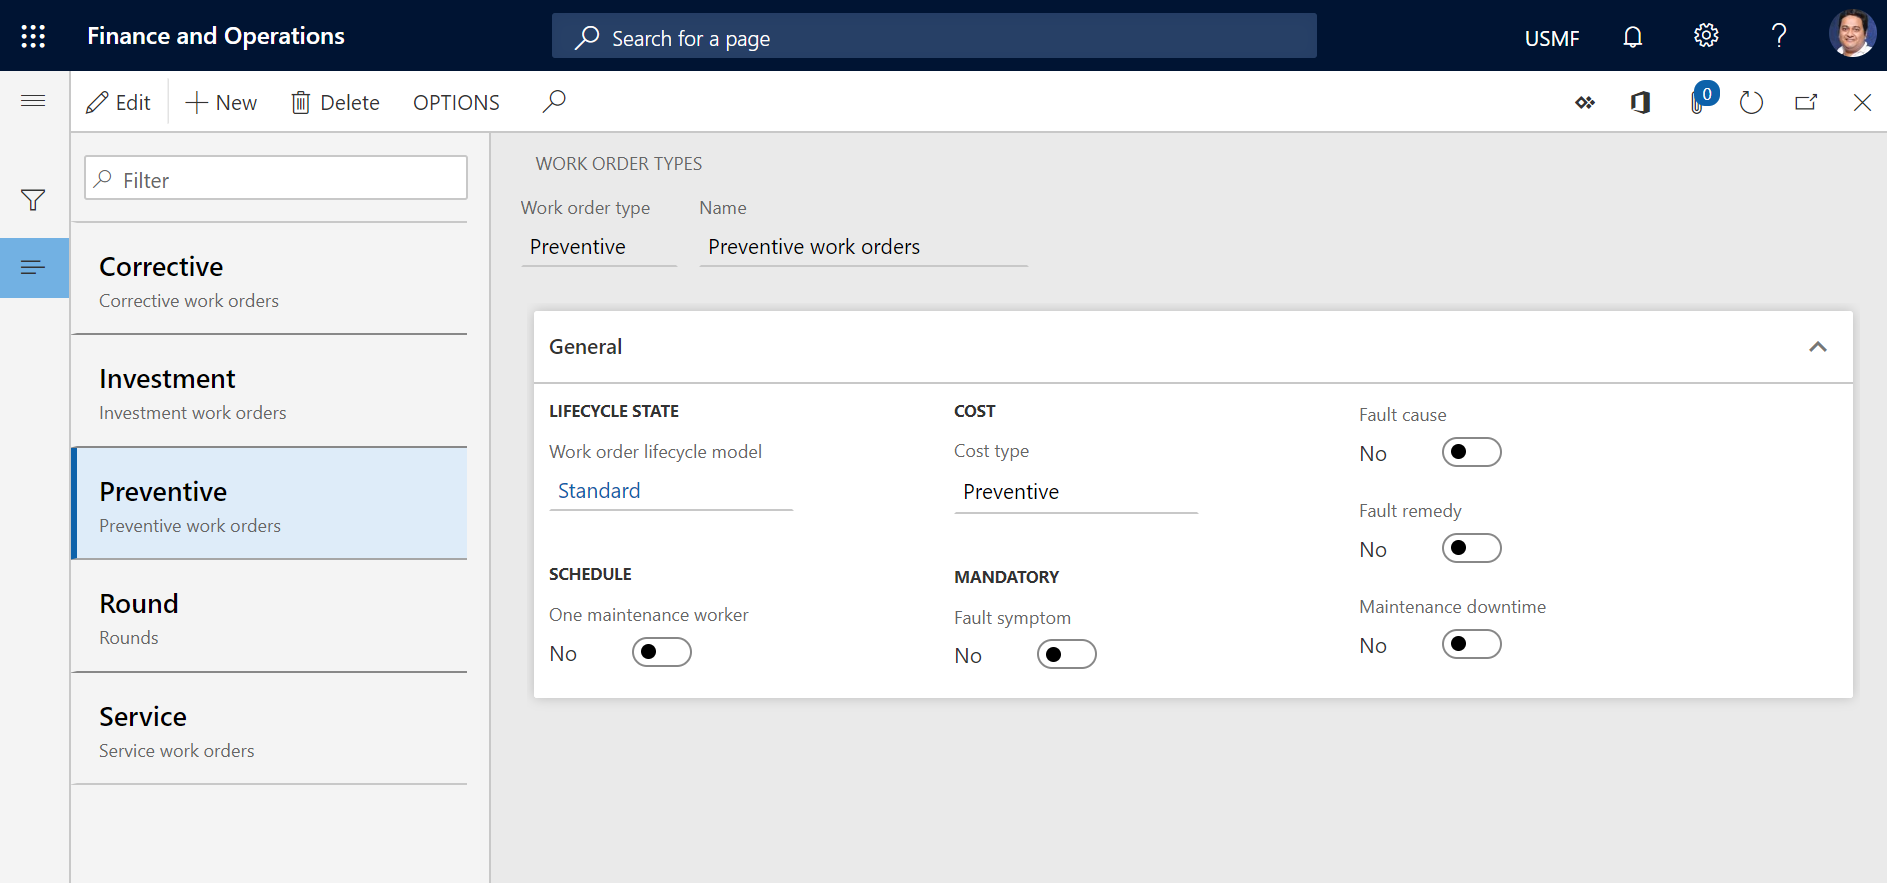 Finance and Operations
Search for a page
USMF
Edit
New
Delete
OPTIONS
0
Filter
Corrective
Corrective work orders
Investment
Investment work orders
Preventive
Preventive work orders
Round
Rounds
Service
Service work orders
WORK ORDER TYPES
Work order type
Preventive
Name
Preventive work orders
General
LIFECYCLE STATE
Work order lifecycle model
Standard
SCHEDULE
One maintenance worker
No
COST
Cost type
Preventive
MANDATORY
Fault symptom
No
Fault cause
No
Fault remedy
No
Maintenance downtime
No